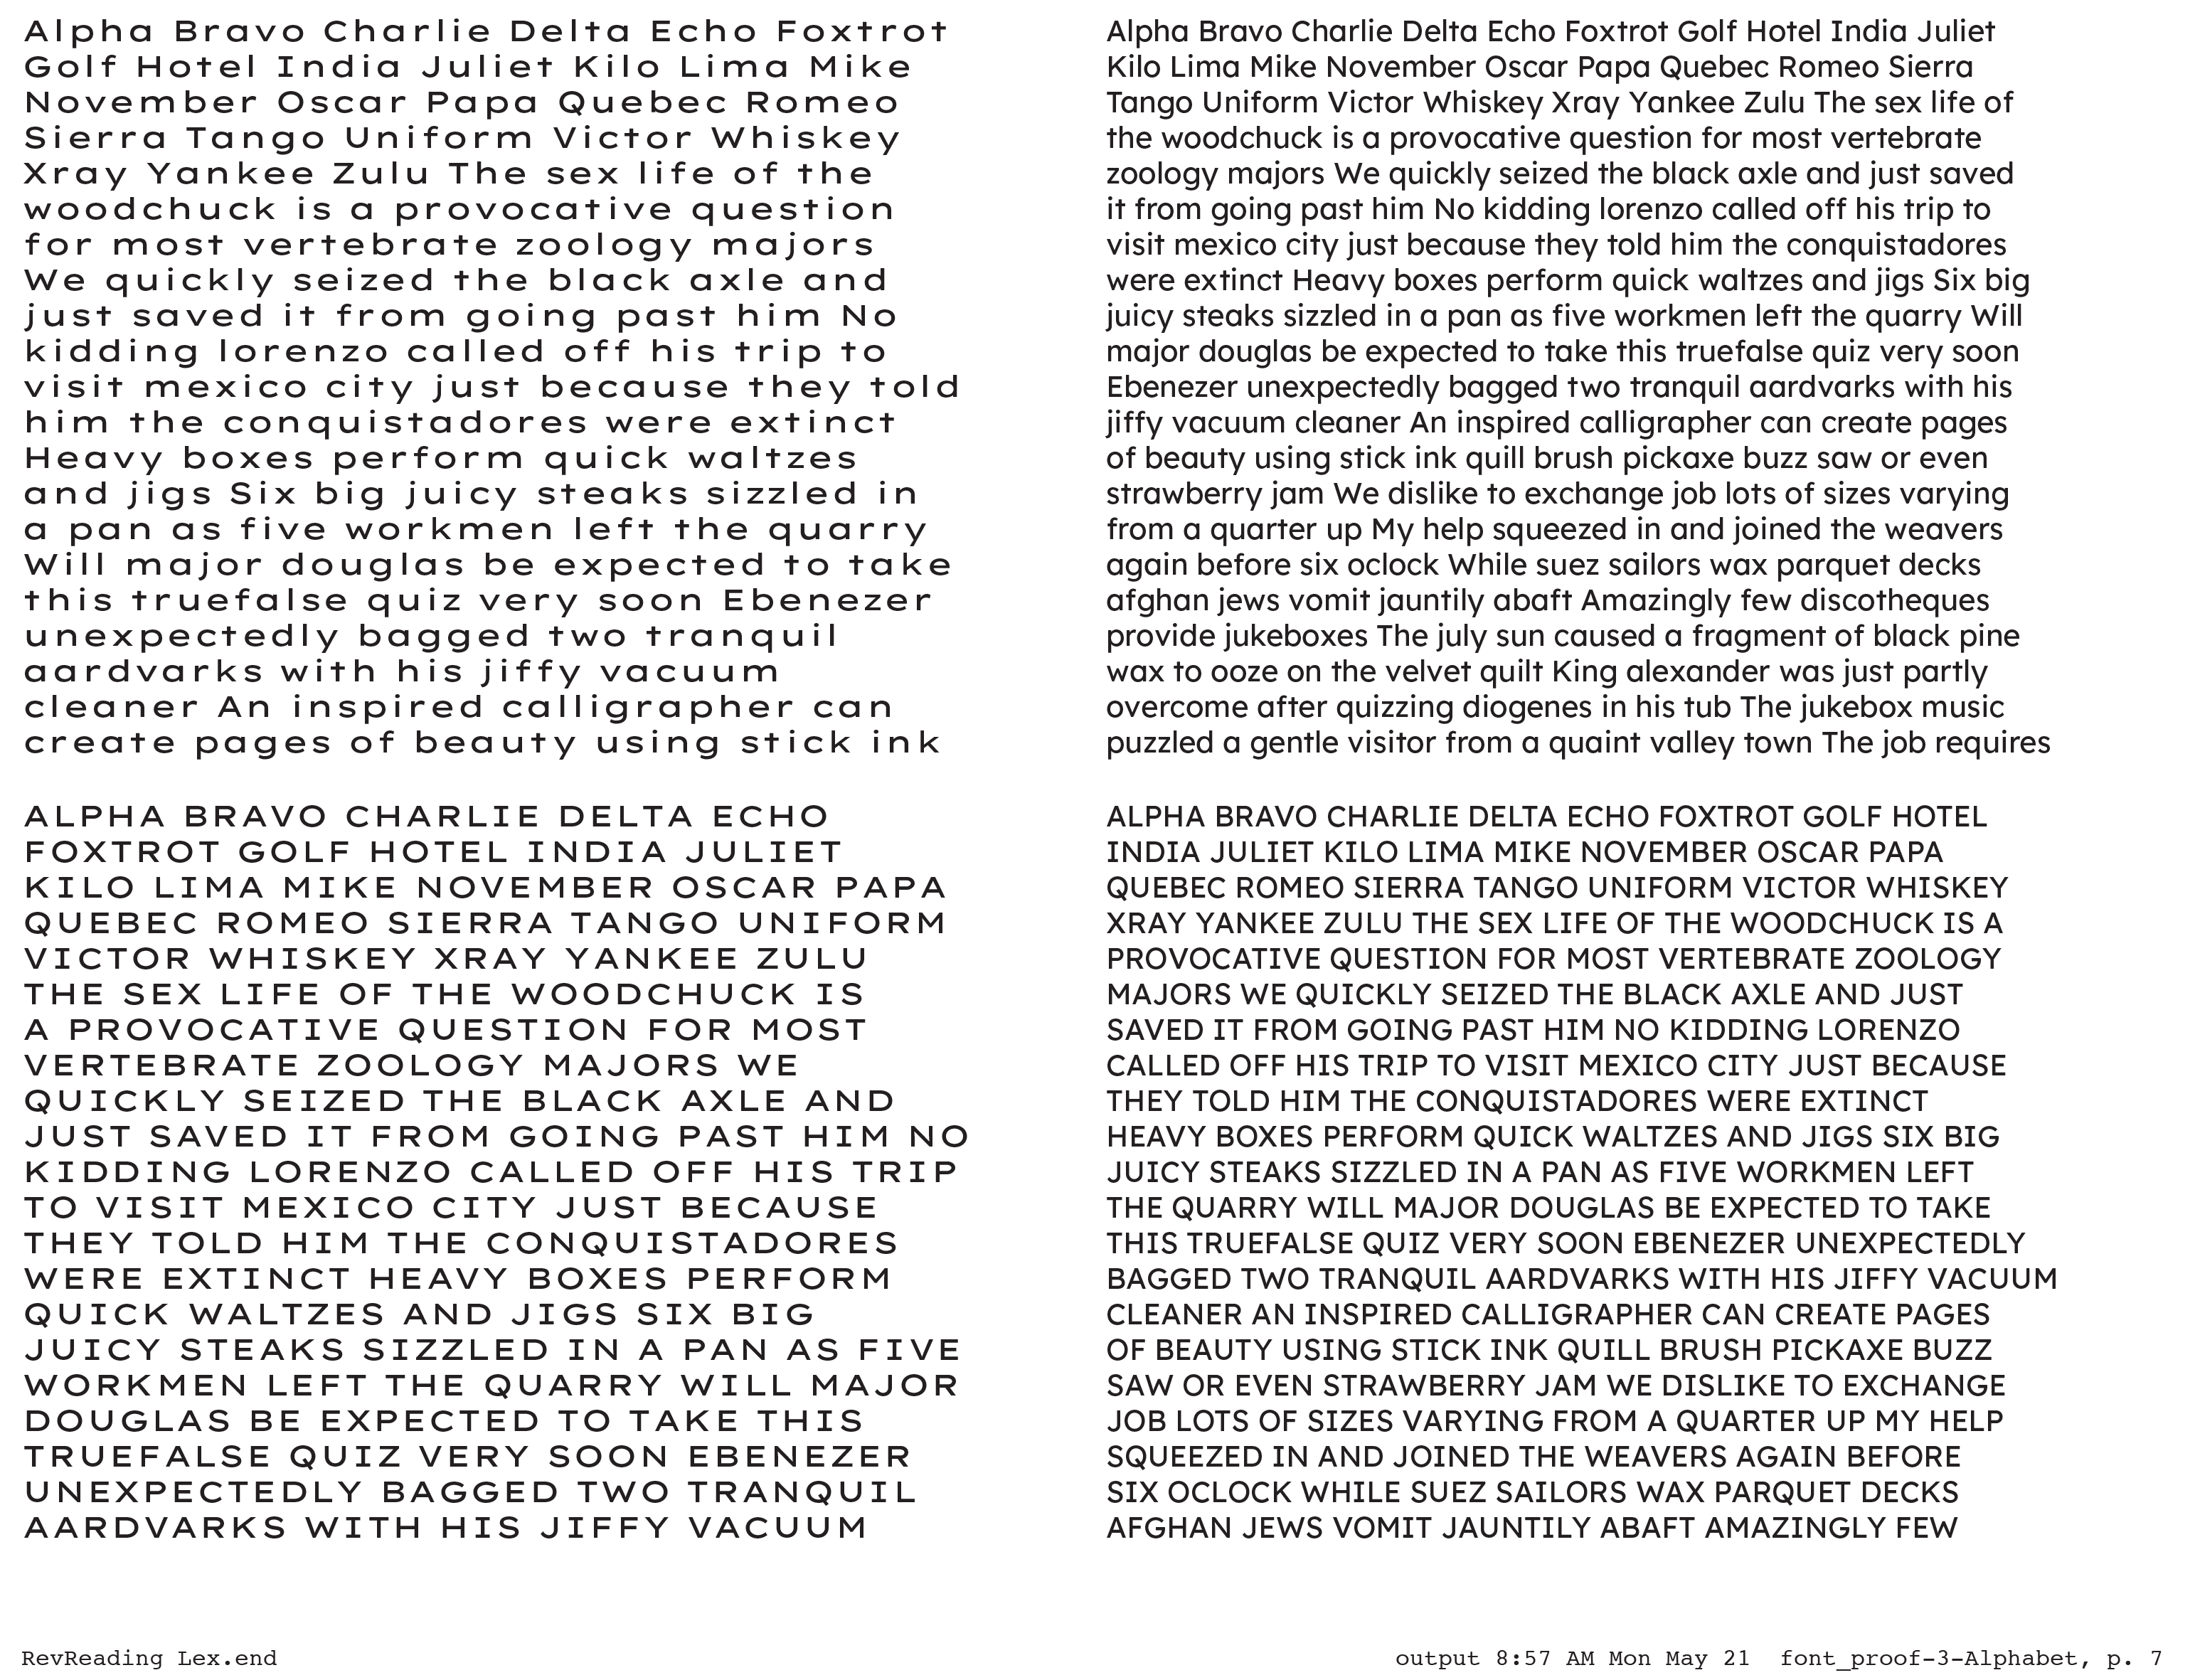 Alpha Bravo Charlie Delta Echo Foxtrot
Golf Hotel India Juliet Kilo Lima Mike
November Oscar Papa Quebec Romeo
Sierra Tango Uniform Victor Whiskey
Xray Yankee Zulu The sex life of the
woodchuck is a provocative question
for most vertebrate zoology majors
We quickly seized the black axle and
just saved it from going past him No
kidding lorenzo called off his trip to
visit mexico city just because they told
him the conquistadores were extinct
Heavy boxes perform quick waltzes
and jigs Six big juicy steaks sizzled in
a pan as five workmen left the quarry
Will major douglas be expected to take
this truefalse quiz very soon Ebenezer
unexpectedly bagged two tranquil
aardvarks with his jiffy vacuum
cleaner An inspired calligrapher can
create pages of beauty using stick ink
ALPHA BRAVO CHARLIE DELTA ECHO
FOXTROT GOLF HOTEL INDIA JULIET
KILO LIMA MIKE NOVEMBER OSCAR PAPA
QUEBEC ROMEO SIERRA TANGO UNIFORM
VICTOR WHISKEY XRAY YANKEE ZULU
THE SEX LIFE OF THE WOODCHUCK IS
A PROVOCATIVE QUESTION FOR MOST
VERTEBRATE ZOOLOGY MAJORS WE
QUICKLY SEIZED THE BLACK AXLE AND
JUST SAVED IT FROM GOING PAST HIM NO
KIDDING LORENZO CALLED OFF HIS TRIP
TO VISIT MEXICO CITY JUST BECAUSE
THEY TOLD HIM THE CONQUISTADORES
WERE EXTINCT HEAVY BOXES PERFORM
QUICK WALTZES AND JIGS SIX BIG
JUICY STEAKS SIZZLED IN A PAN AS FIVE
WORKMEN LEFT THE QUARRY WILL MAJOR
DOUGLAS BE EXPECTED TO TAKE THIS
TRUEFALSE QUIZ VERY SOON EBENEZER
UNEXPECTEDLY BAGGED TWO TRANQUIL
AARDVARKS WITH HIS JIFFY VACUUM
Alpha Bravo Charlie Delta Echo Foxtrot Golf Hotel India Juliet
Kilo Lima Mike November Oscar Papa Quebec Romeo Sierra
Tango Uniform Victor Whiskey Xray Yankee Zulu The sex life of
the woodchuck is a provocative question for most vertebrate
zoology majors We quickly seized the black axle and just saved
it from going past him No kidding lorenzo called off his trip to
visit mexico city just because they told him the conquistadores
were extinct Heavy boxes perform quick waltzes and jigs Six big
juicy steaks sizzled in a pan as five workmen left the quarry Will
major douglas be expected to take this truefalse quiz very soon
Ebenezer unexpectedly bagged two tranquil aardvarks with his
jiffy vacuum cleaner An inspired calligrapher can create pages
of beauty using stick ink quill brush pickaxe buzz saw or even
strawberry jam We dislike to exchange job lots of sizes varying
from a quarter up My help squeezed in and joined the weavers
again before six oclock While suez sailors wax parquet decks
afghan jews vomit jauntily abaft Amazingly few discotheques
provide jukeboxes The july sun caused a fragment of black pine
wax to ooze on the velvet quilt King alexander was just partly
overcome after quizzing diogenes in his tub The jukebox music
puzzled a gentle visitor from a quaint valley town The job requires
ALPHA BRAVO CHARLIE DELTA ECHO FOXTROT GOLF HOTEL
INDIA JULIET KILO LIMA MIKE NOVEMBER OSCAR PAPA
QUEBEC ROMEO SIERRA TANGO UNIFORM VICTOR WHISKEY
XRAY YANKEE ZULU THE SEX LIFE OF THE WOODCHUCK IS A
PROVOCATIVE QUESTION FOR MOST VERTEBRATE ZOOLOGY
MAJORS WE QUICKLY SEIZED THE BLACK AXLE AND JUST
SAVED IT FROM GOING PAST HIM NO KIDDING LORENZO
CALLED OFF HIS TRIP TO VISIT MEXICO CITY JUST BECAUSE
THEY TOLD HIM THE CONQUISTADORES WERE EXTINCT
HEAVY BOXES PERFORM QUICK WALTZES AND JIGS SIX BIG
JUICY STEAKS SIZZLED IN A PAN AS FIVE WORKMEN LEFT
THE QUARRY WILL MAJOR DOUGLAS BE EXPECTED TO TAKE
THIS TRUEFALSE QUIZ VERY SOON EBENEZER UNEXPECTEDLY
BAGGED TWO TRANQUIL AARDVARKS WITH HIS JIFFY VACUUM
CLEANER AN INSPIRED CALLIGRAPHER CAN CREATE PAGES
OF BEAUTY USING STICK INK QUILL BRUSH PICKAXE BUZZ
SAW OR EVEN STRAWBERRY JAM WE DISLIKE TO EXCHANGE
JOB LOTS OF SIZES VARYING FROM A QUARTER UP MY HELP
SQUEEZED IN AND JOINED THE WEAVERS AGAIN BEFORE
SIX OCLOCK WHILE SUEZ SAILORS WAX PARQUET DECKS
AFGHAN JEWS VOMIT JAUNTILY ABAFT AMAZINGLY FEW
RevReading Lex.end
output 8:57 AM Mon May 21 font_proof-3-Alphabet, p. 7